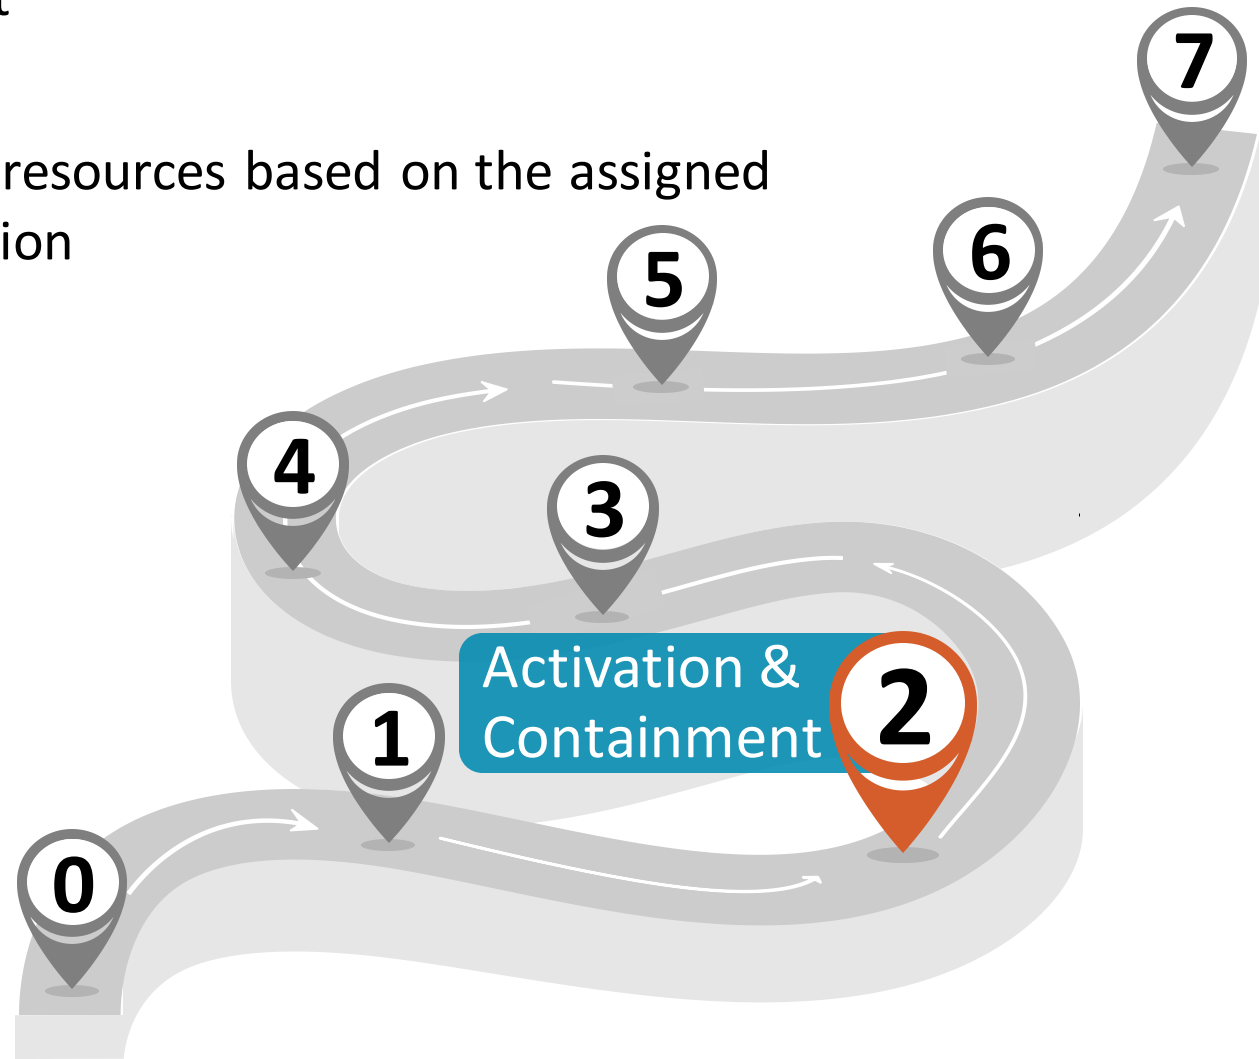 resources based on the assigned
ion
7
6
5
4
3
Activation &
Containment
2
1
0